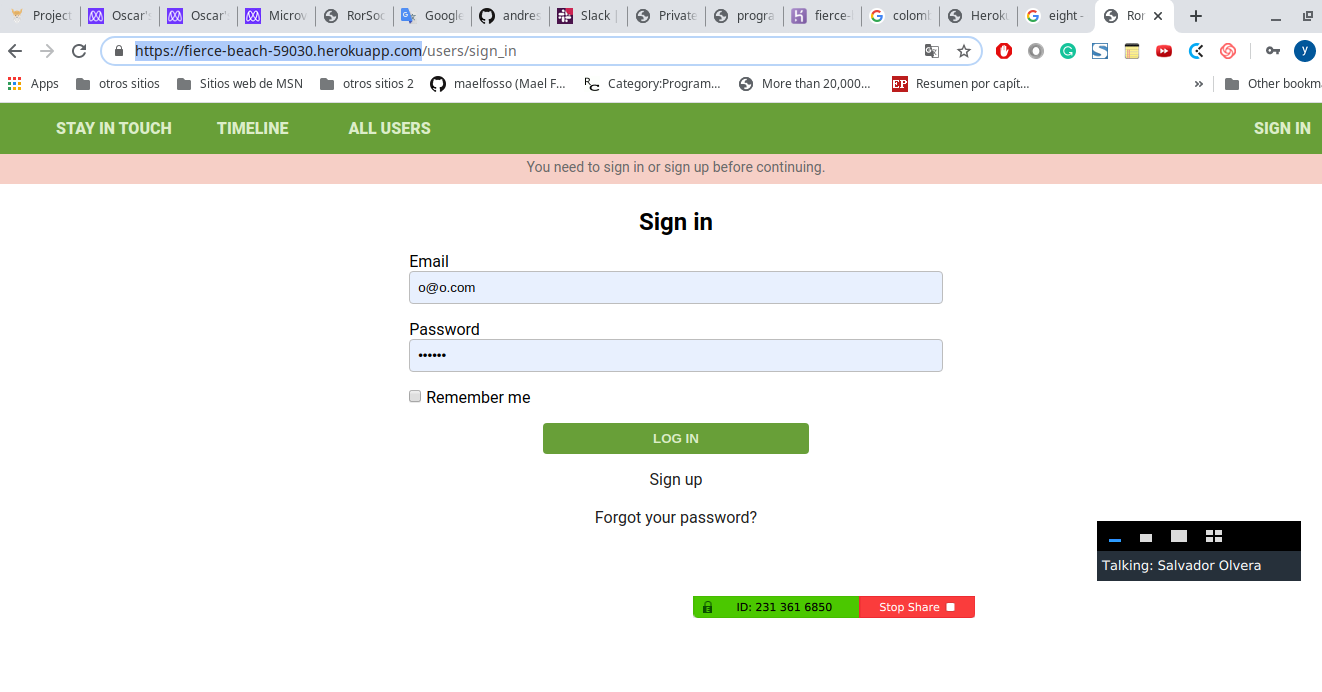 Project Oscar's Oscar's Microv RorSoc Google andres Slack Private progra fierce-b colomb Heroku eight - Ror
https://fierce-beach-59030.herokuapp.com/users/sign_in
Apps otros sitios Sitios web de MSN otros sitios 2 maelfosso (Mael F... Category:Program... More than 20,000... EP Resumen por capít... » Other bookm
STAY IN TOUCH TIMELINE ALL USERS SIGN IN
You need to sign in or sign up before continuing.
Sign in
Email
o@o.com
Password
••••••
Remember me
LOG IN
Sign up
Forgot your password?
Talking: Salvador Olvera
ID: 231 361 6850 Stop Share